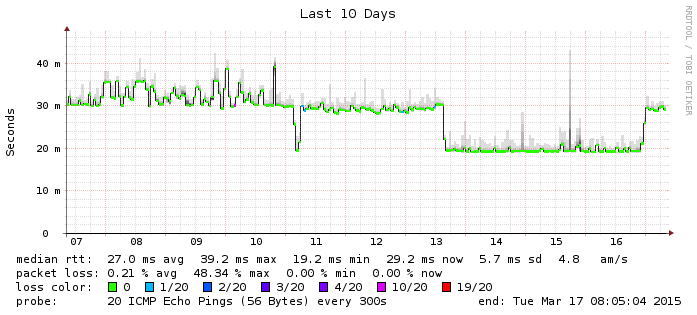 Last 10 Days
RRDTOOL / TOBI OETIKER
Seconds
40 m
30 m
20 m
10 m
0
07 08 09 10 11 12 13 14 15 16
median rtt: 27.0 ms avg 39.2 ms max 19.2 ms min 29.2 ms now 5.7 ms sd 4.8 am/s
packet loss: 0.21 % avg 48.34 % max 0.00 % min 0.00 % now
loss color: 0 1/20 2/20 3/20 4/20 10/20 19/20
probe: 20 ICMP Echo Pings (56 Bytes) every 300s end: Tue Mar 17 08:05:04 2015